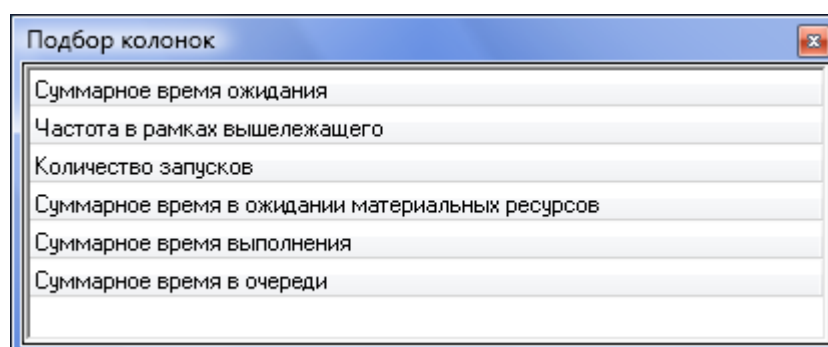 Подбор колонок
Суммарное время ожидания
Частота в рамках вышележащего
Количество запусков
Суммарное время в ожидании материальных ресурсов
Суммарное время выполнения
Суммарное время в очереди